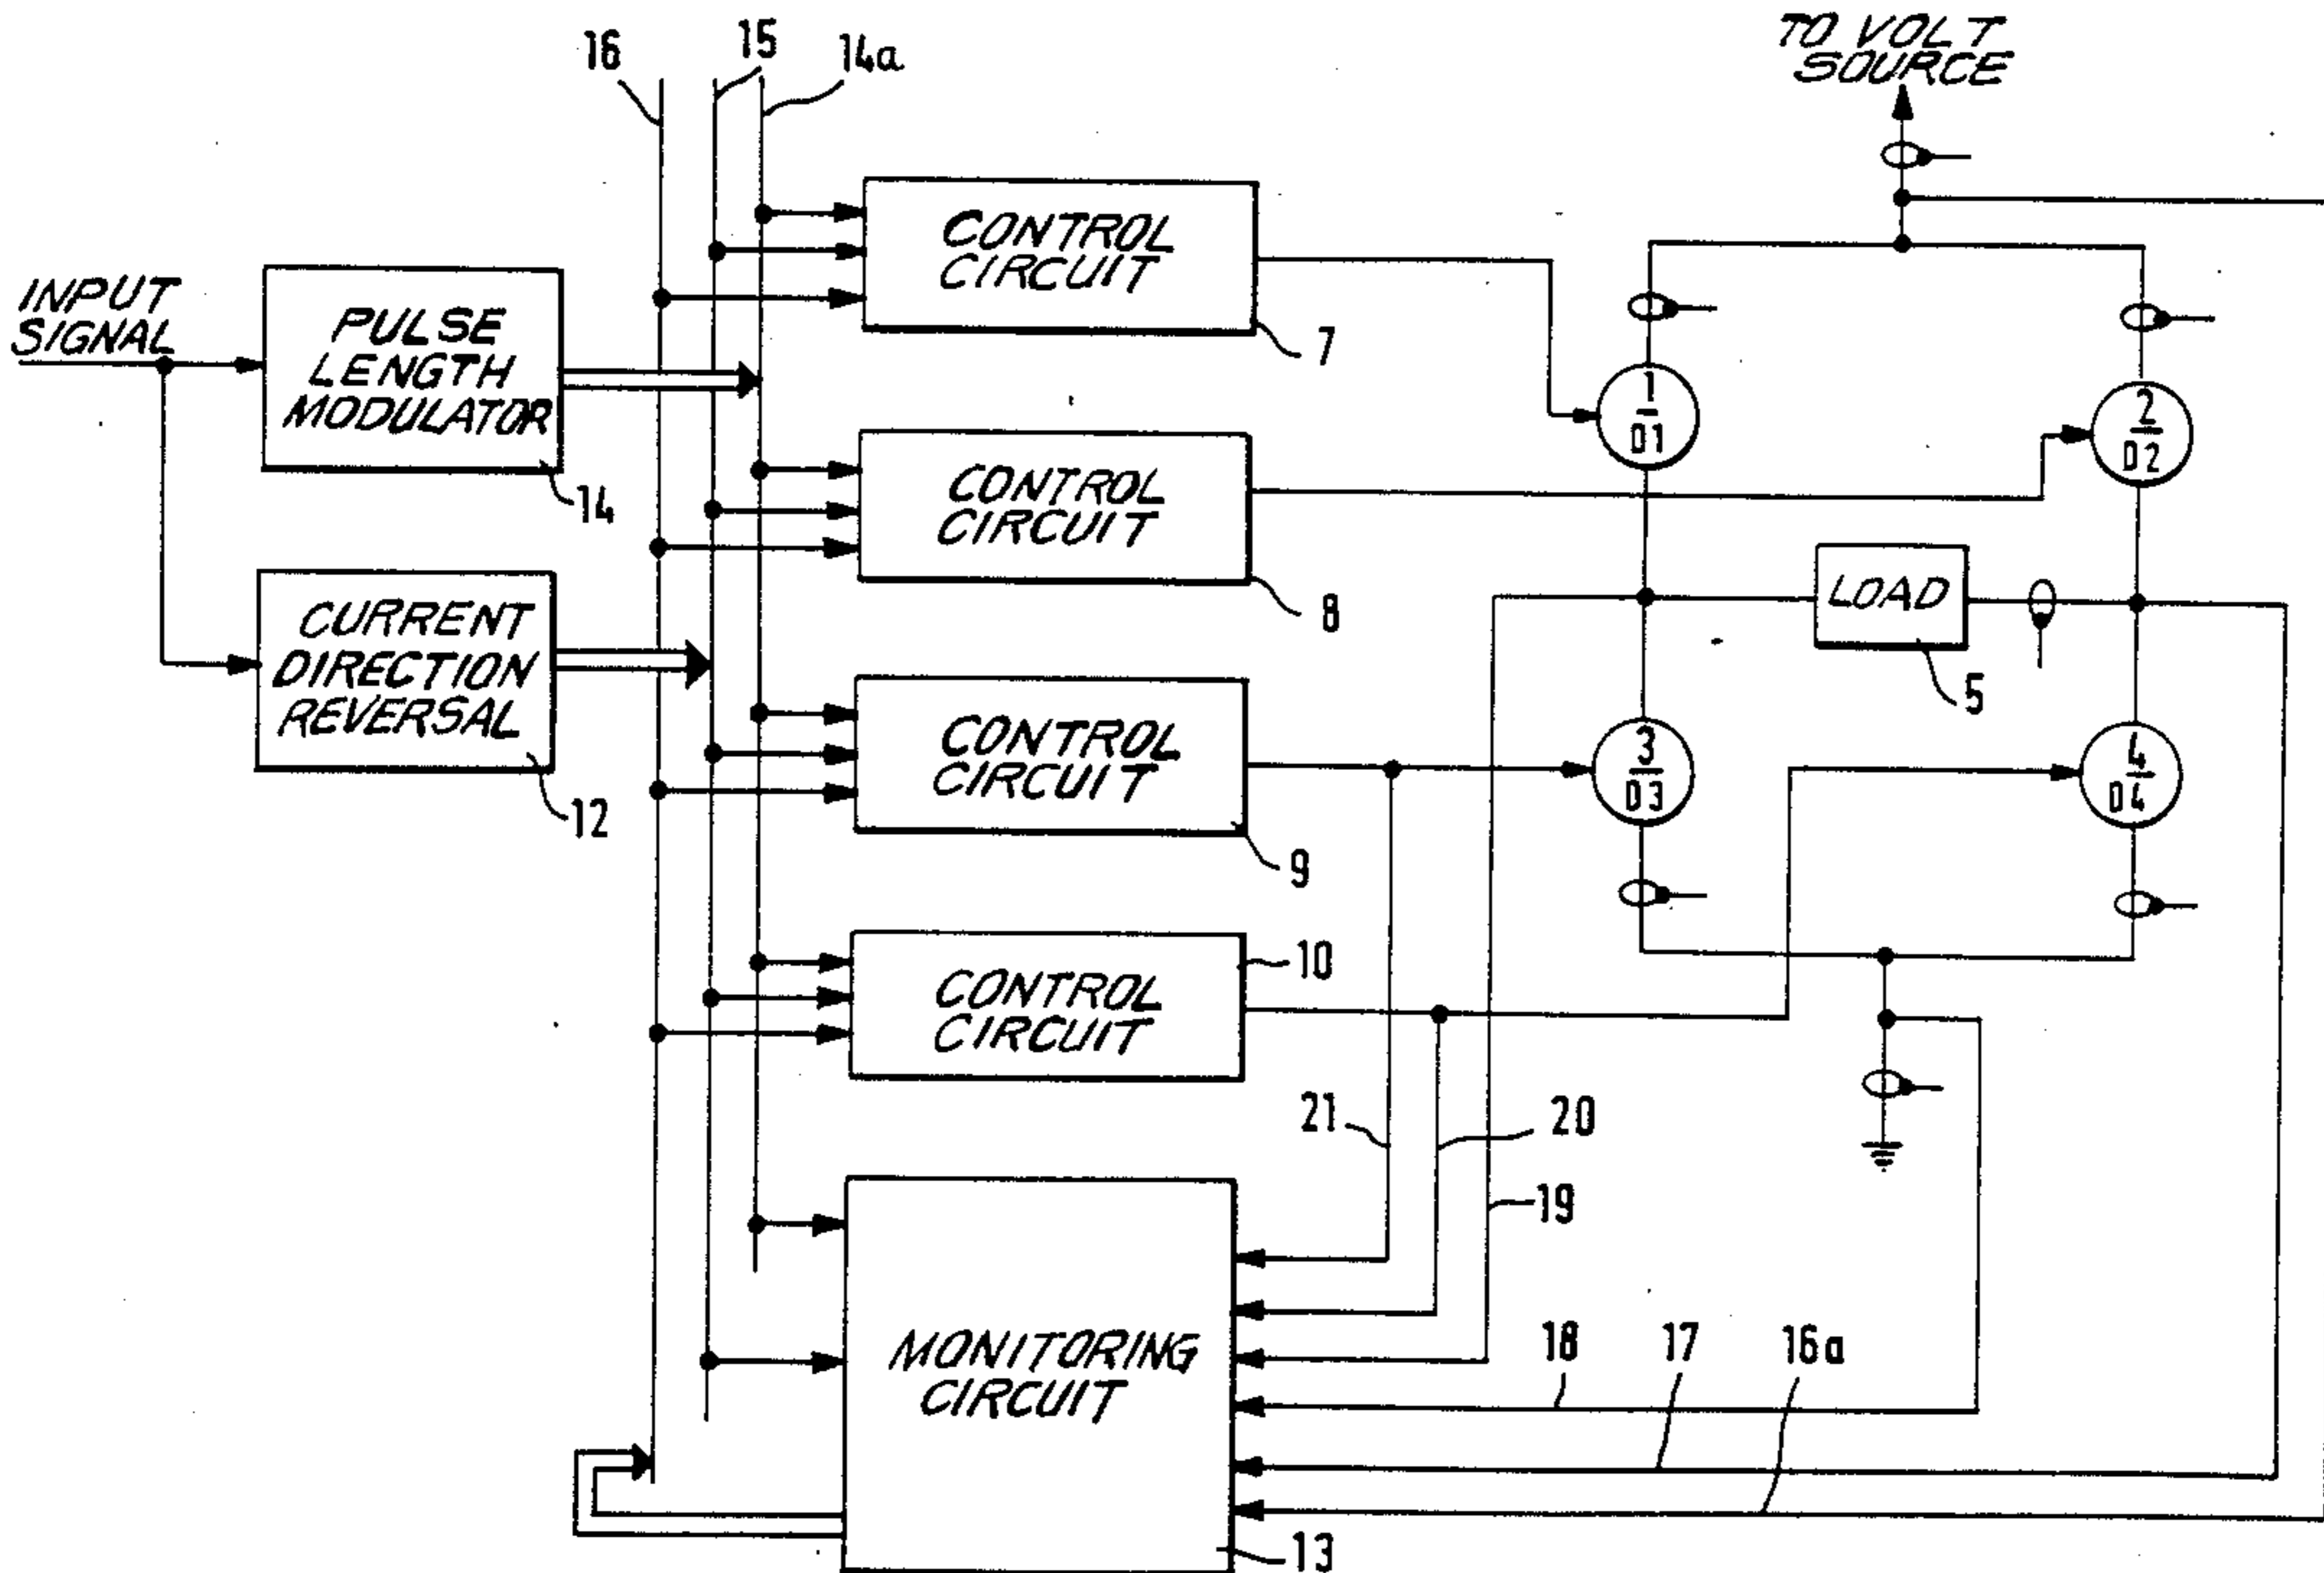 16
15
14a
TO VOLT
SOURCE
INPUT
SIGNAL
PULSE
LENGTH
MODULATOR
14
CONTROL
CIRCUIT
7
1
D1
2
D2
CONTROL
CIRCUIT
8
LOAD
5
CURRENT
DIRECTION
REVERSAL
12
CONTROL
CIRCUIT
9
3
D3
4
D4
CONTROL
CIRCUIT
10
21
20
19
MONITORING
CIRCUIT
18
17
16a
13